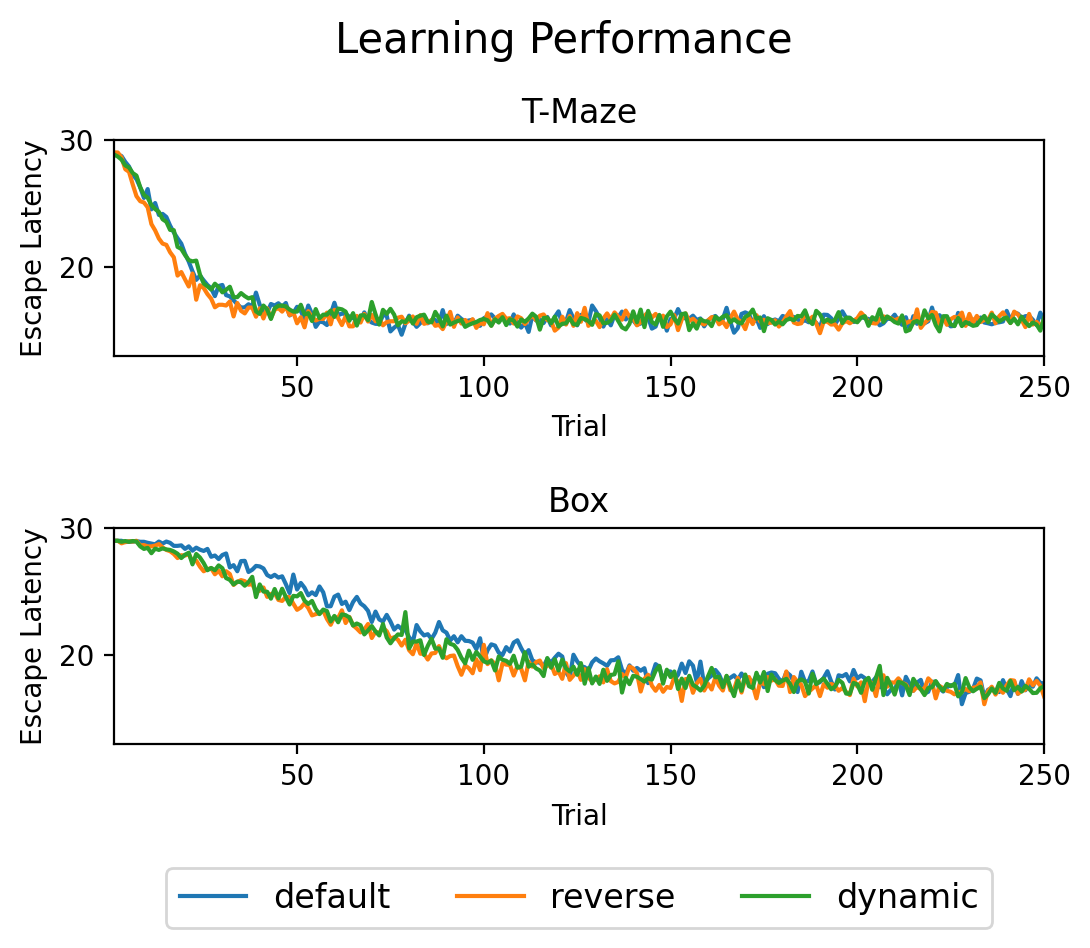 Learning Performance
T-Maze
Escape Latency
30
20
50 100 150 200 250
Trial
Box
Escape Latency
30
20
50 100 150 200 250
Trial
default reverse dynamic